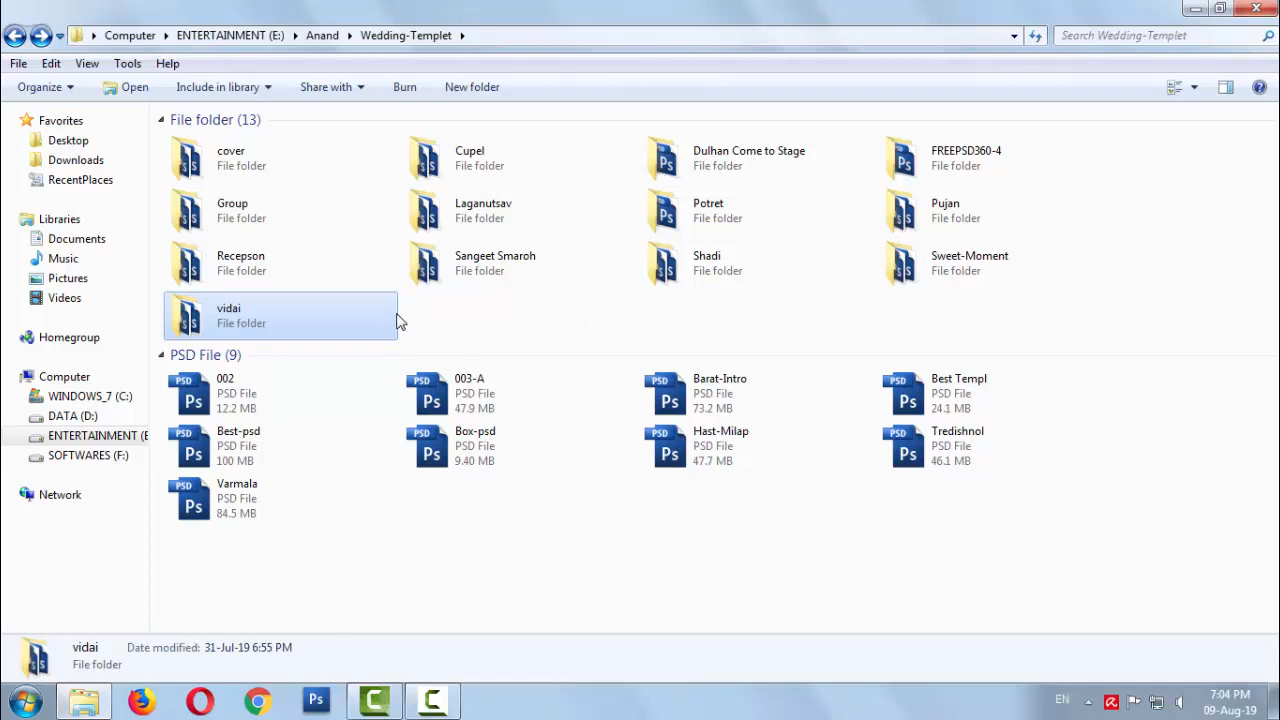 Computer ENTERTAINMENT (E:) Anand Wedding-Templet
Search Wedding-Templet
File Edit View Tools Help
Organize Open Include in library Share with Burn New folder
Favorites
Desktop
Downloads
RecentPlaces
Libraries
Documents
Music
Pictures
Videos
Homegroup
Computer
WINDOWS_7 (C:)
DATA (D:)
ENTERTAINMENT (E
SOFTWARES (F:)
Network
File folder (13)
cover
File folder
Cupel
File folder
Dulhan Come to Stage
File folder
FREEPSD360-4
File folder
Group
File folder
Laganutsav
File folder
Potret
File folder
Pujan
File folder
Recepson
File folder
Sangeet Smaroh
File folder
Shadi
File folder
Sweet-Moment
File folder
vidai
File folder
PSD File (9)
002
PSD File
12.2 MB
003-A
PSD File
47.9 MB
Barat-Intro
PSD File
73.2 MB
Best Templ
PSD File
24.1 MB
Best-psd
PSD File
100 MB
Box-psd
PSD File
9.40 MB
Hast-Milap
PSD File
47.7 MB
Tredishnol
PSD File
46.1 MB
Varmala
PSD File
84.5 MB
vidai Date modified: 31-Jul-19 6:55 PM
File folder
EN
7:04 PM
09-Aug-19